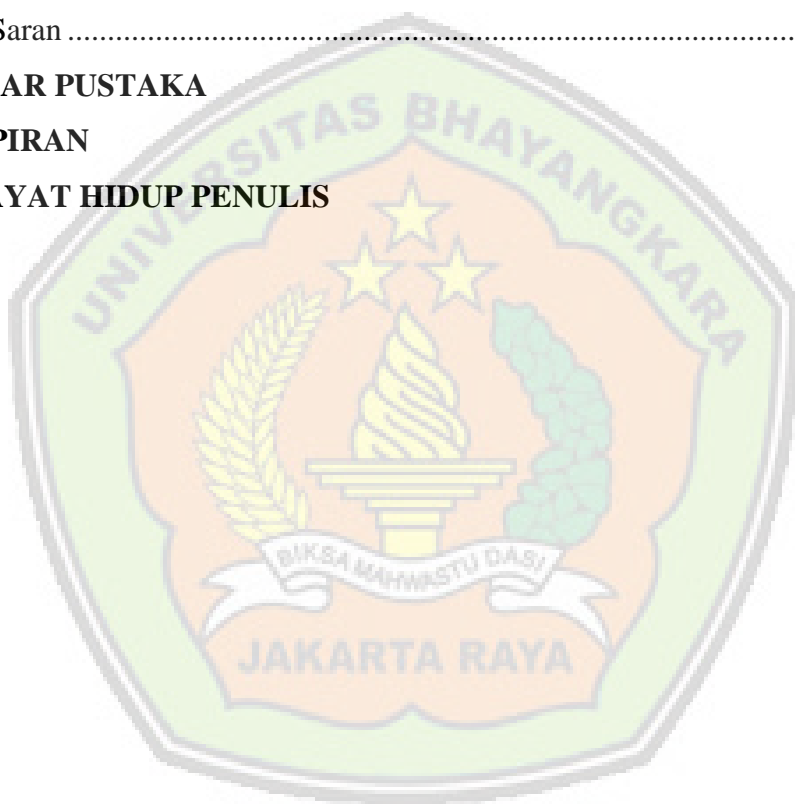 Saran ................................................................................
AR PUSTAKA
PIRAN
AYAT HIDUP PENULIS
UNIVERSITAS BHAYANGKARA
BIKSA MAHWASTU DASI
JAKARTA RAYA